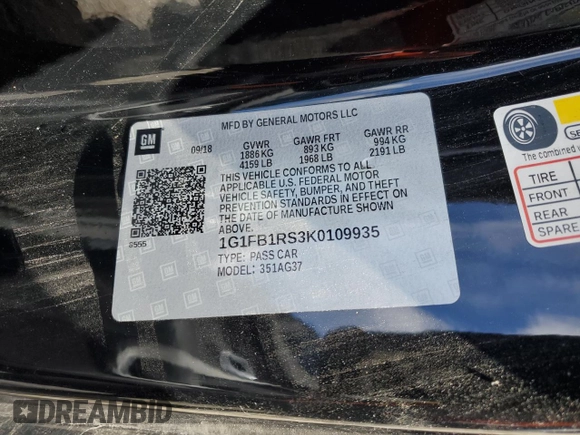 MFD BY GENERAL MOTORS LLC
GM
09/18 GVWR GAWR FRT GAWR RR
1886 KG 893 KG 994 KG
4159 LB 1968 LB 2191 LB
THIS VEHICLE CONFORMS TO ALL
APPLICABLE U.S. FEDERAL MOTOR
VEHICLE SAFETY, BUMPER, AND THEFT
PREVENTION STANDARDS IN EFFECT ON
THE DATE OF MANUFACTURE SHOWN
ABOVE.
1G1FB1RS3K0109935
TYPE: PASS CAR
MODEL: 351AG37
The combined
TIRE
FRONT
REAR
SPARE
DREAMBID